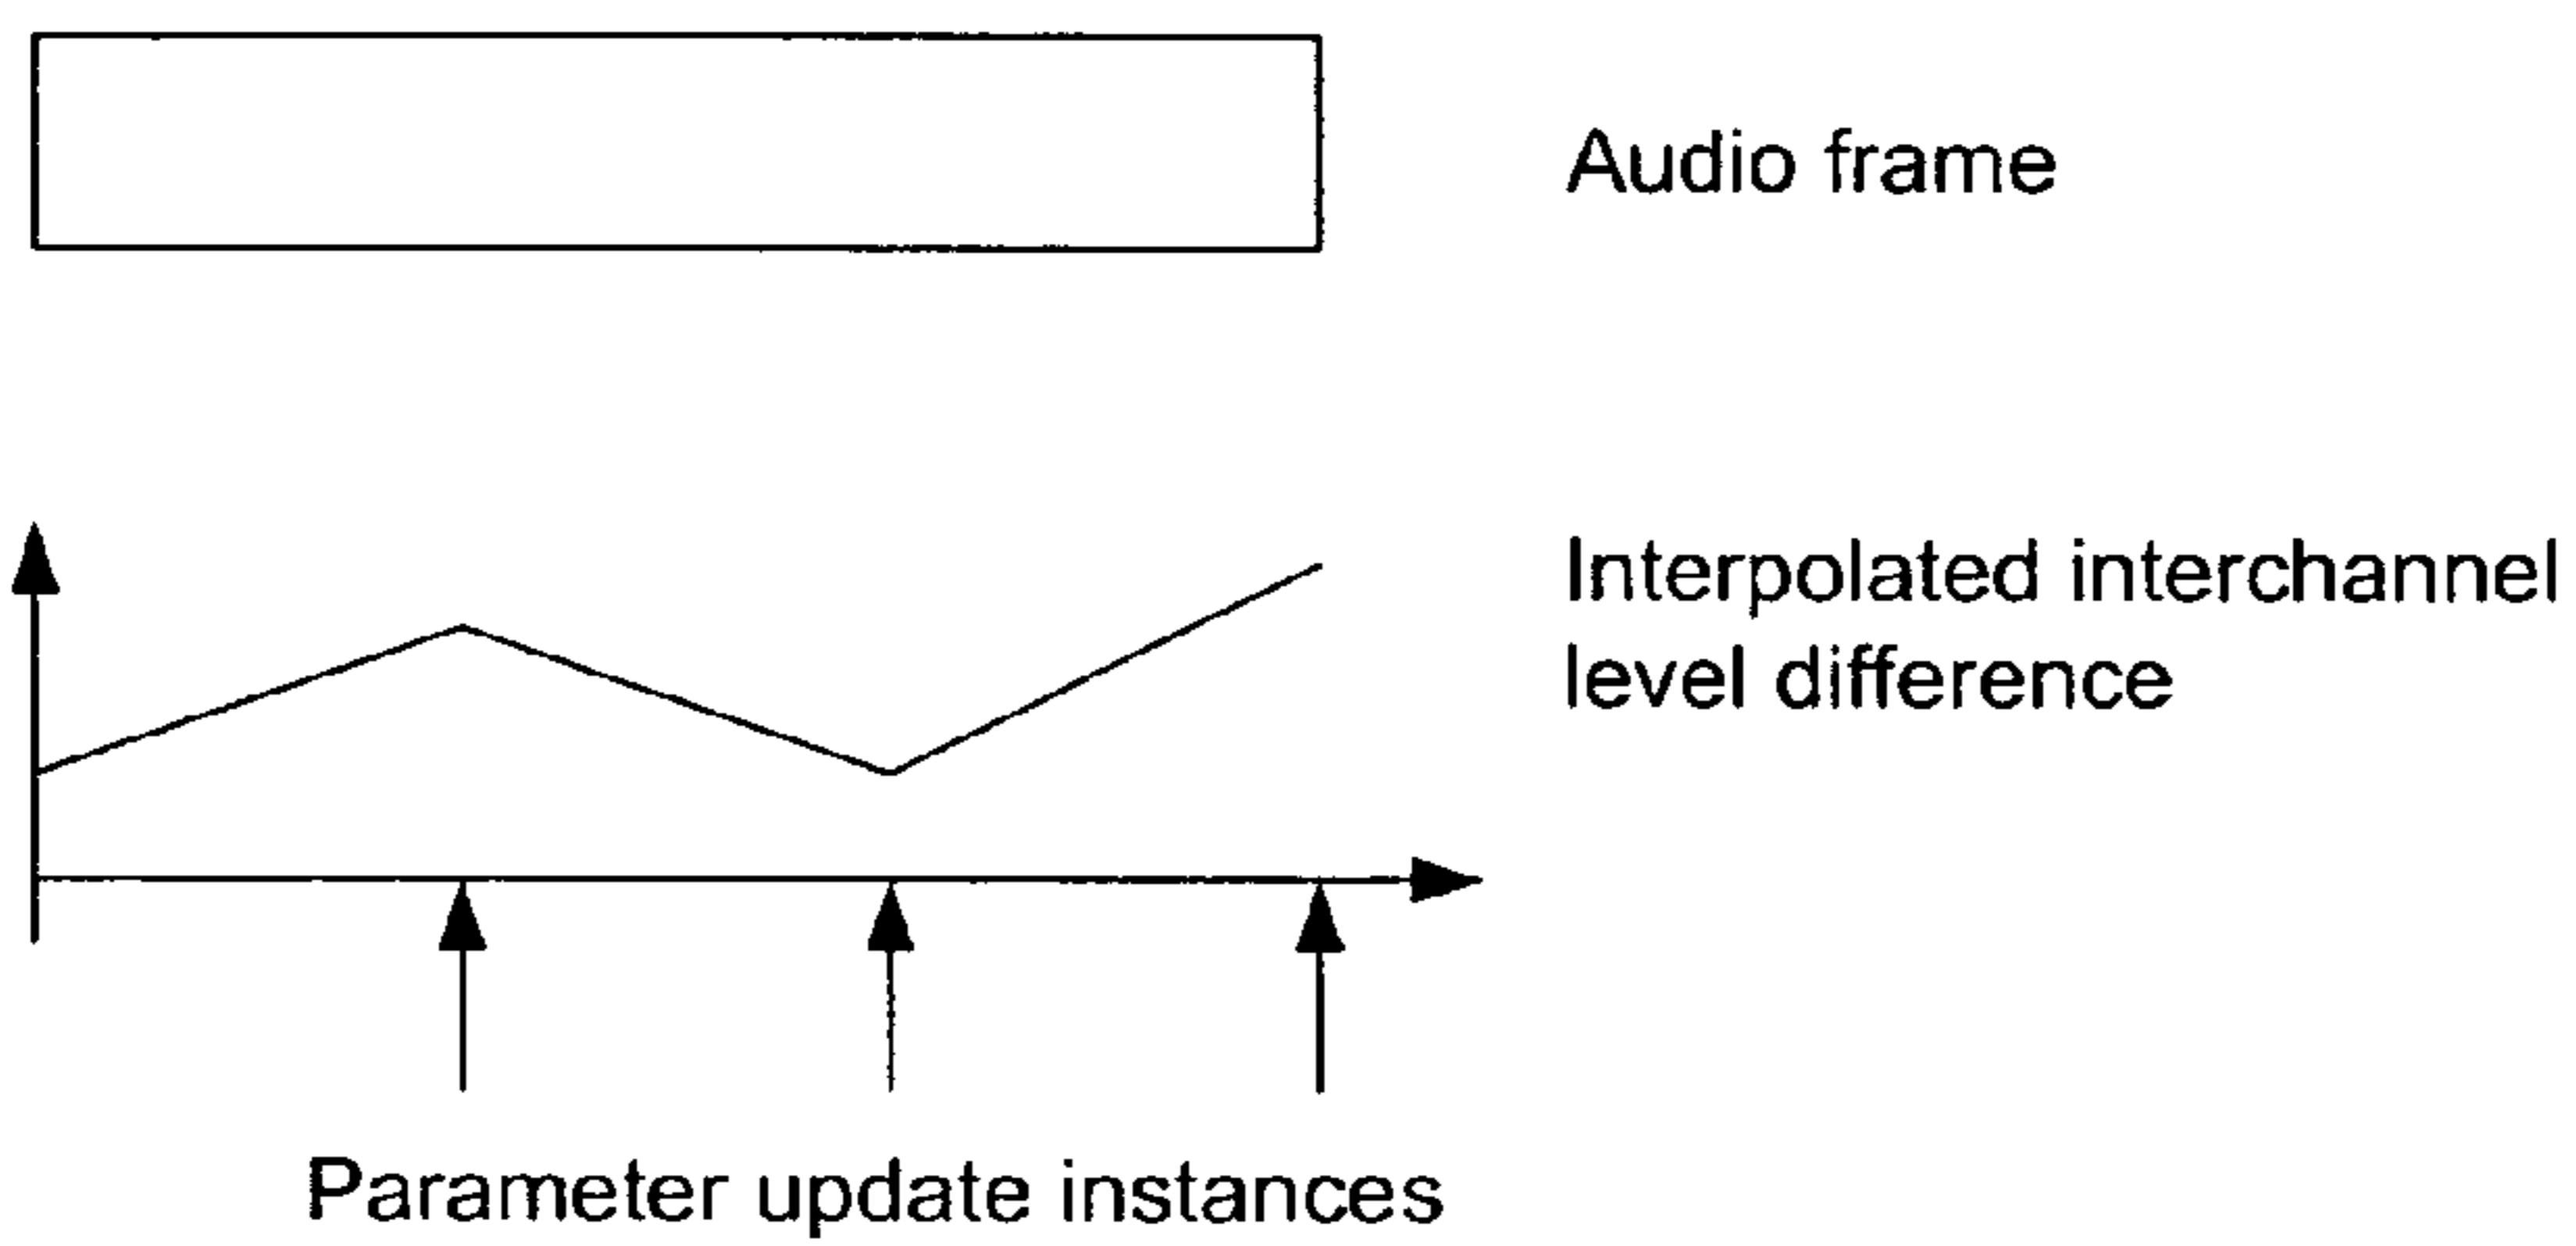 Audio frame
Interpolated interchannel
level difference
Parameter update instances